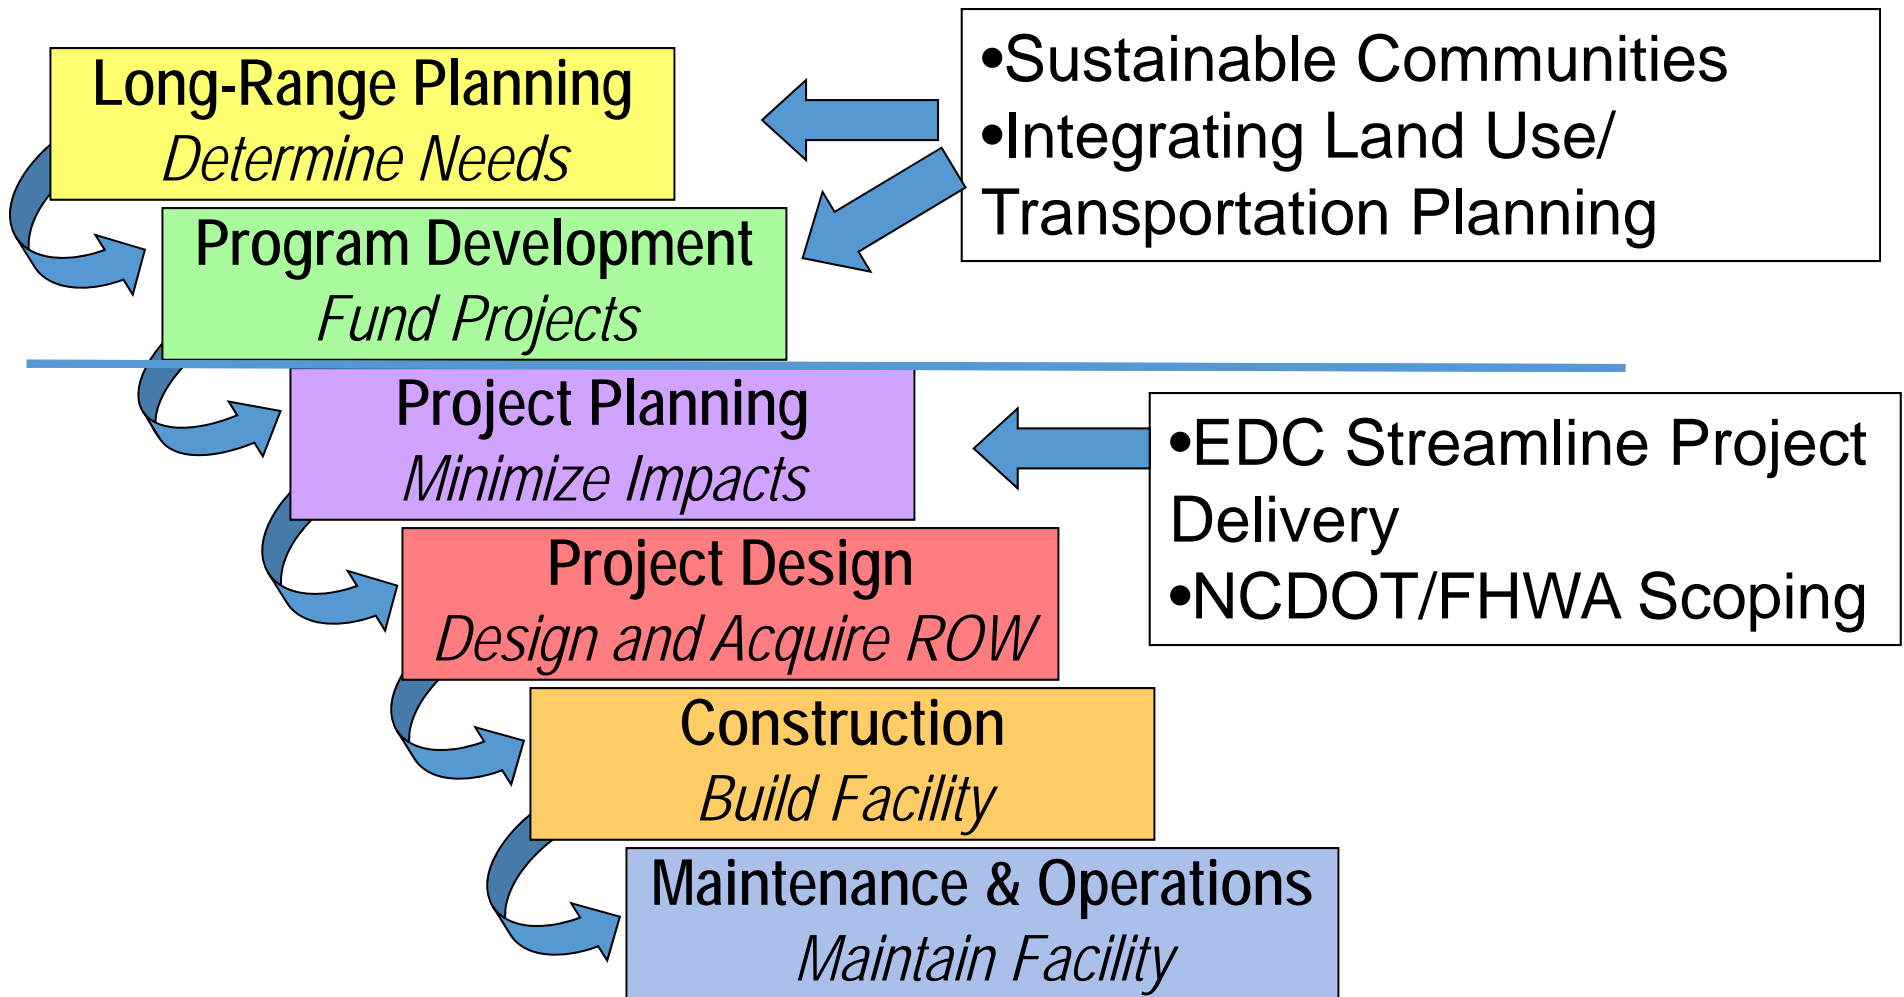 Long-Range Planning
Determine Needs
Program Development
Fund Projects
Project Planning
Minimize Impacts
Project Design
Design and Acquire ROW
Construction
Build Facility
Maintenance & Operations
Maintain Facility
•Sustainable Communities
•Integrating Land Use/
Transportation Planning
•EDC Streamline Project
Delivery
•NCDOT/FHWA Scoping